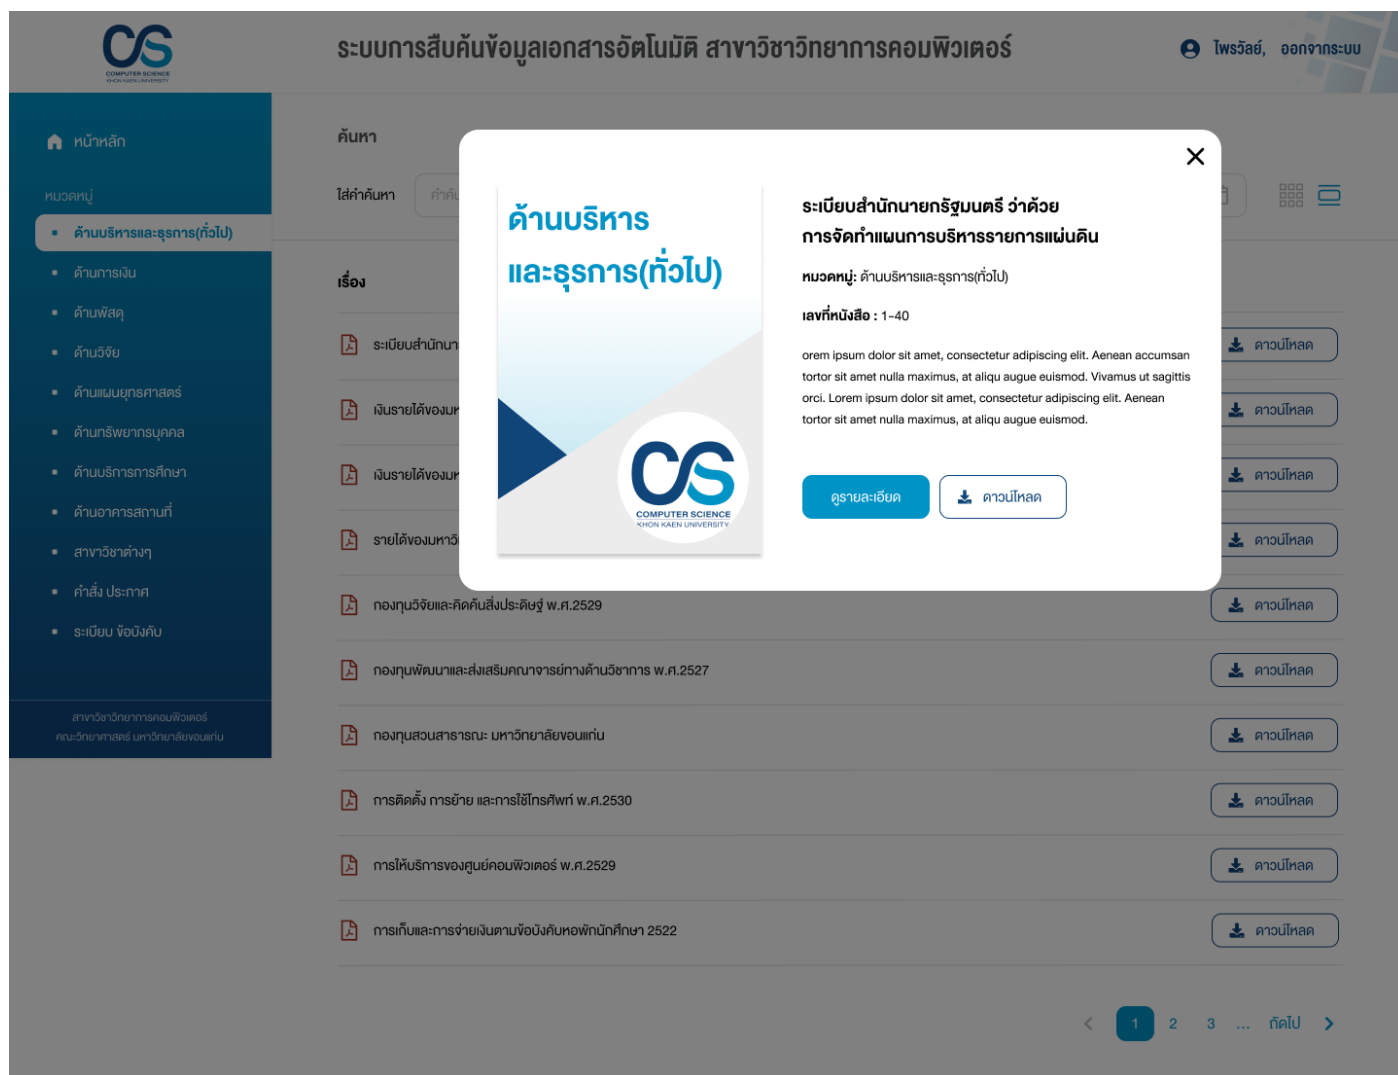 CS
COMPUTER SCIENCE
KHON KAEN UNIVERSITY
ระบบการสืบค้นข้อมูลเอกสารอัตโนมัติ สาขาวิชาวิทยาการคอมพิวเตอร์
ไพรวัลย์, ออกจากระบบ
หน้าหลัก
หมวดหมู่
ด้านบริหารและธุรการ(ทั่วไป)
ด้านการเงิน
ด้านพัสดุ
ด้านวิจัย
ด้านแผนยุทธศาสตร์
ด้านทรัพยากรบุคคล
ด้านบริการการศึกษา
ด้านอาคารสถานที่
สาขาวิชาต่างๆ
คำสั่ง ประกาศ
ระเบียบ ข้อบังคับ
สาขาวิชาวิทยาการคอมพิวเตอร์
คณะวิทยาศาสตร์ มหาวิทยาลัยขอนแก่น
ค้นหา
ใส่คำค้นหา
เรื่อง
ระเบียบสำนักนา
ดาวน์โหลด
เงินรายได้ของมห
ดาวน์โหลด
เงินรายได้ของมห
ดาวน์โหลด
รายได้ของมหาวิ
ดาวน์โหลด
กองทุนวิจัยและคิดค้นสิ่งประดิษฐ์ พ.ศ.2529
ดาวน์โหลด
กองทุนพัฒนาและส่งเสริมคณาจารย์ทางด้านวิชาการ พ.ศ.2527
ดาวน์โหลด
กองทุนสวนสาธารณะ มหาวิทยาลัยขอนแก่น
ดาวน์โหลด
การติดตั้ง การย้าย และการใช้โทรศัพท์ พ.ศ.2530
ดาวน์โหลด
การให้บริการของศูนย์คอมพิวเตอร์ พ.ศ.2529
ดาวน์โหลด
การเก็บและการจ่ายเงินตามข้อบังคับหอพักนักศึกษา 2522
ดาวน์โหลด
1 2 3 ... ถัดไป
ด้านบริหาร
และธุรการ(ทั่วไป)
CS
COMPUTER SCIENCE
KHON KAEN UNIVERSITY
ระเบียบสำนักนายกรัฐมนตรี ว่าด้วย
การจัดทำแผนการบริหารรายการแผ่นดิน
หมวดหมู่: ด้านบริหารและธุรการ(ทั่วไป)
เลขที่หนังสือ : 1-40
orem ipsum dolor sit amet, consectetur adipiscing elit. Aenean accumsan
tortor sit amet nulla maximus, at aliqu augue euismod. Vivamus ut sagittis
orci. Lorem ipsum dolor sit amet, consectetur adipiscing elit. Aenean
tortor sit amet nulla maximus, at aliqu augue euismod.
ดูรายละเอียด
ดาวน์โหลด